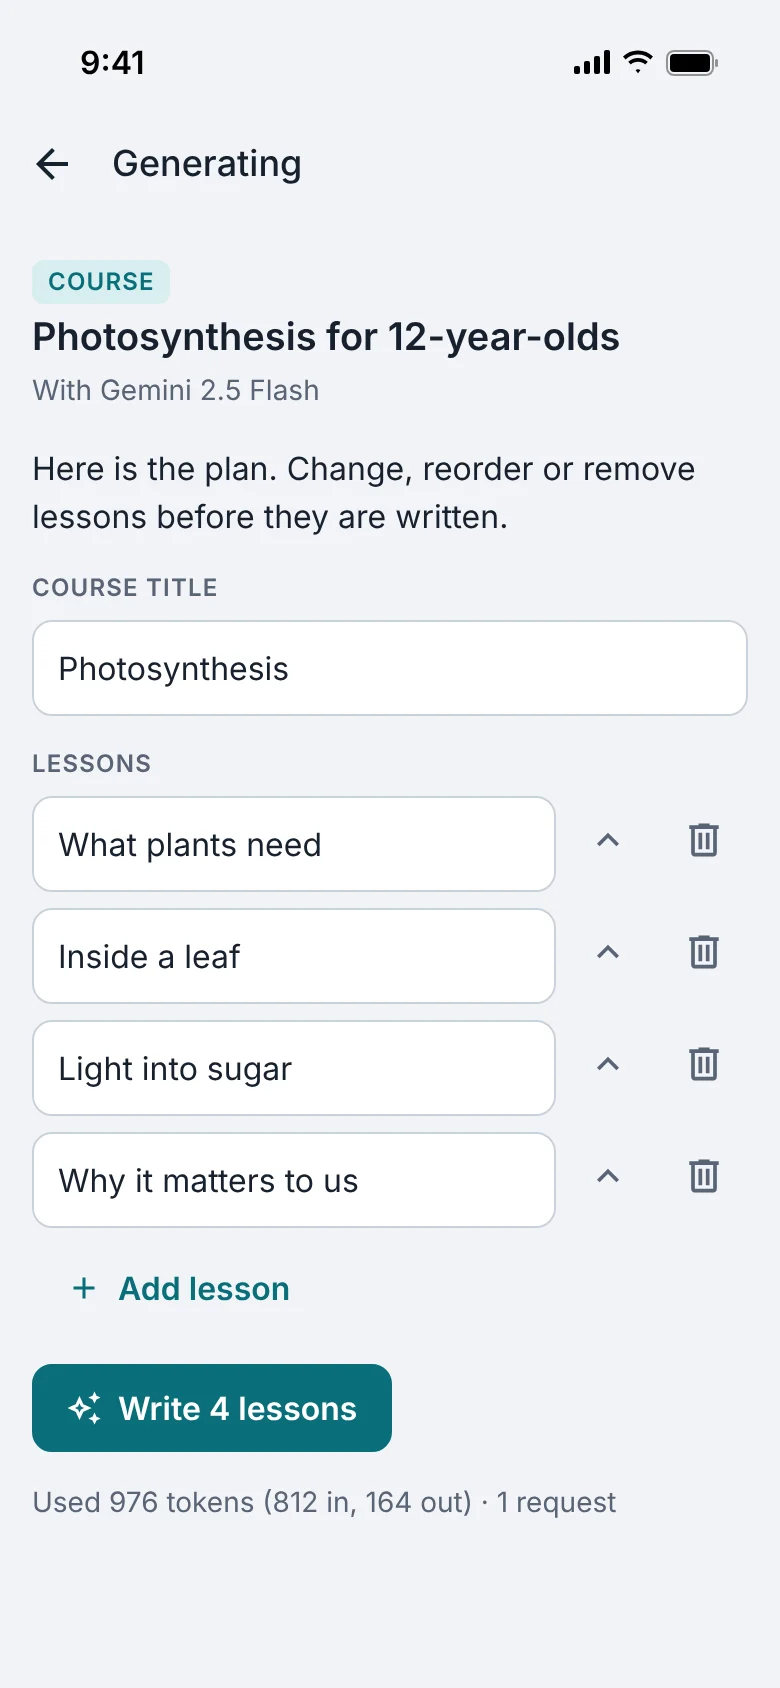 9:41
Generating
COURSE
Photosynthesis for 12-year-olds
With Gemini 2.5 Flash
Here is the plan. Change, reorder or remove
lessons before they are written.
COURSE TITLE
Photosynthesis
LESSONS
What plants need
Inside a leaf
Light into sugar
Why it matters to us
Add lesson
Write 4 lessons
Used 976 tokens (812 in, 164 out) · 1 request